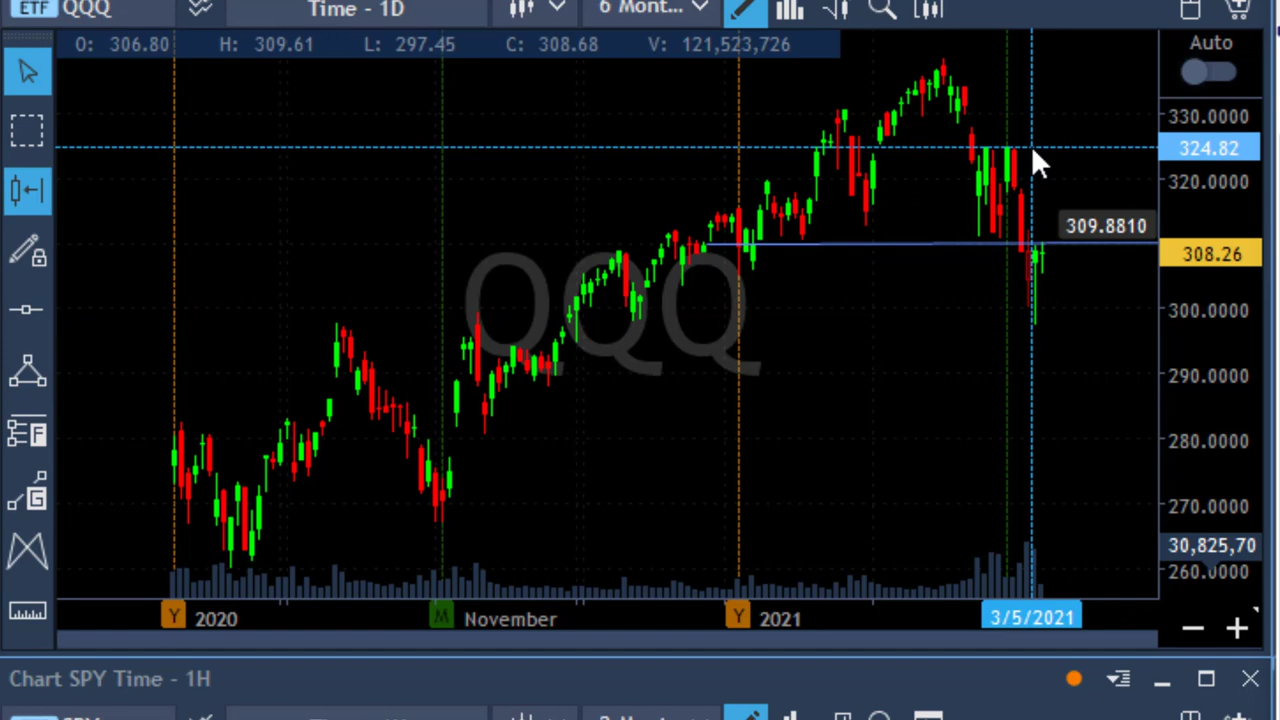 ETF QQQ Time - 1D 6 Mont...
O: 306.80 H: 309.61 L: 297.45 C: 308.68 V: 121,523,726
Auto
330.0000
324.82
320.0000
309.8810
308.26
300.0000
290.0000
280.0000
270.0000
30,825,70
260.0000
QQQ
F
G
Y 2020 M November Y 2021 3/5/2021
Chart SPY Time - 1H